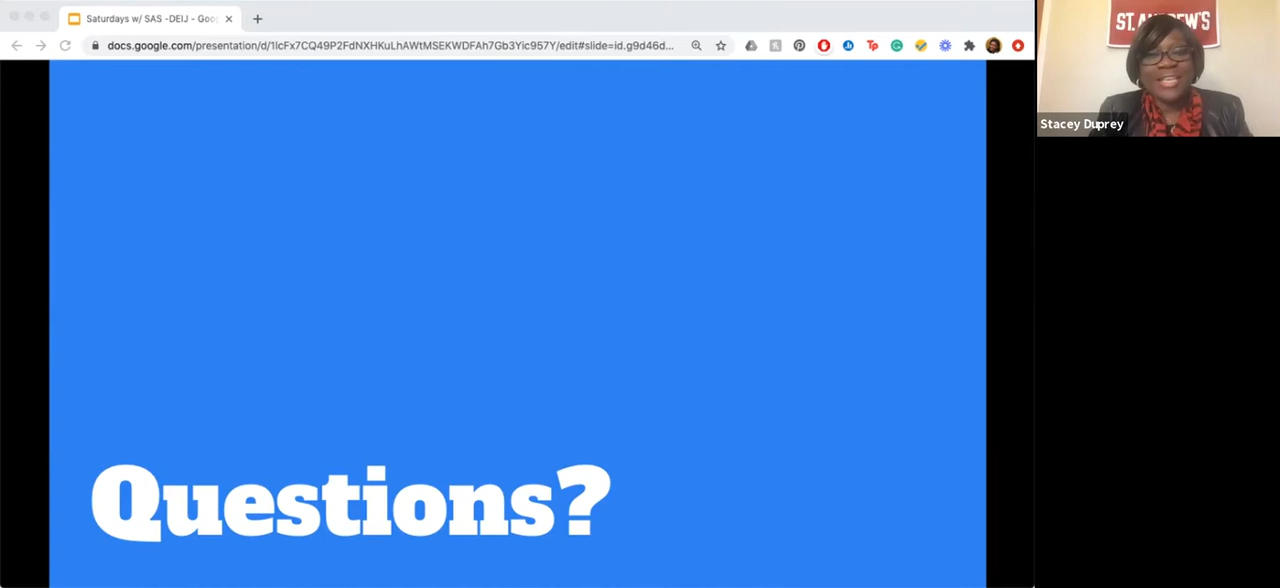 Saturdays w/ SAS -DEIJ - Goo
docs.google.com/presentation/d/1lcFx7CQ49P2FdNXHKuLhAWtMSEKWDFAh7Gb3Yic957Y/edit#slide=id.g9d46d...
ST. ANDREW'S
Stacey Duprey
Questions?